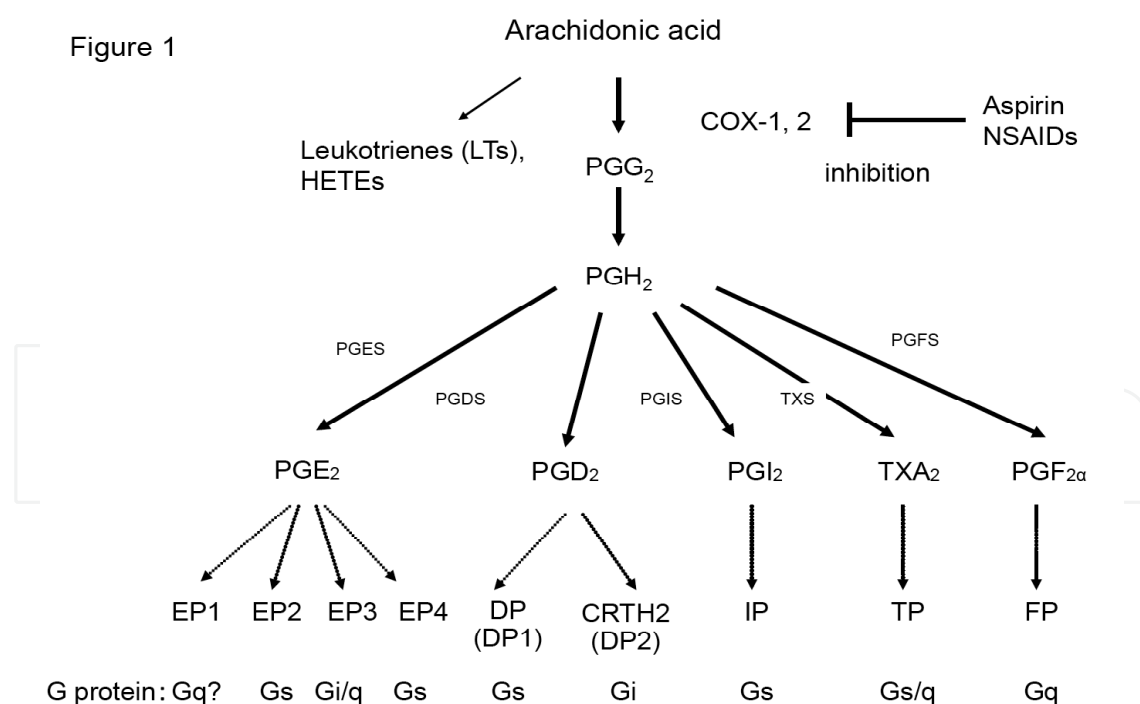 Figure 1
Arachidonic acid
Leukotrienes (LTs),
HETEs
COX-1, 2
Aspirin
NSAIDs
inhibition
PGG₂
PGH₂
PGES
PGDS
PGIS
TXS
PGFS
PGE₂
PGD₂
PGI₂
TXA₂
PGF₂α
EP1
EP2
EP3
EP4
DP
(DP1)
CRTH2
(DP2)
IP
TP
FP
G protein: Gq? Gs Gi/q Gs Gs Gi Gs Gs/q Gq